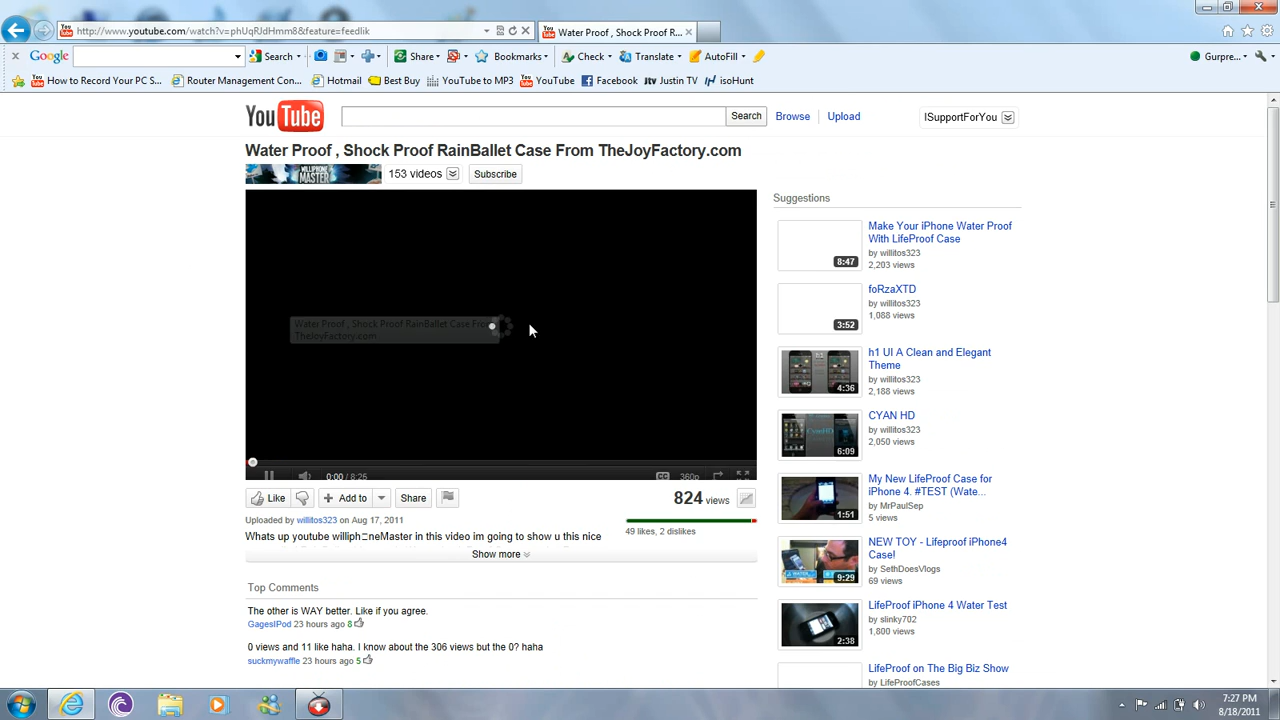 http://www.youtube.com/watch?v=phUqRJdHmm8&feature=feedlik
Water Proof , Shock Proof R...
Google
Search
Share
Bookmarks
Check
Translate
AutoFill
Gurpre...
How to Record Your PC S...
Router Management Con...
Hotmail
Best Buy
YouTube to MP3
YouTube
Facebook
Justin TV
isohunt
YouTube
Search
Browse
Upload
ISupportForYou
Water Proof , Shock Proof RainBallet Case From TheJoyFactory.com
WILLIPHONE MASTER
153 videos
Subscribe
Water Proof , Shock Proof RainBallet Case From
TheJoyFactory.com
0:00 / 8:25
CC
360p
Like
Add to
Share
824 views
Uploaded by willitos323 on Aug 17, 2011
49 likes, 2 dislikes
Whats up youtube williphΞneMaster in this video im going to show u this nice
Show more
Top Comments
The other is WAY better. Like if you agree.
GagesIPod 23 hours ago 8
0 views and 11 like haha. I know about the 306 views but the 0? haha
suckmywaffle 23 hours ago 5
Suggestions
Make Your iPhone Water Proof
With LifeProof Case
by willitos323
2,203 views
8:47
foRzaXTD
by willitos323
1,088 views
3:52
h1 UI A Clean and Elegant
Theme
by willitos323
2,188 views
4:36
CYAN HD
by willitos323
2,050 views
6:09
My New LifeProof Case for
iPhone 4. #TEST (Wate...
by MrPaulSep
5 views
1:51
NEW TOY - Lifeproof iPhone4
Case!
by SethDoesVlogs
69 views
9:29
LifeProof iPhone 4 Water Test
by slinky702
1,800 views
2:38
LifeProof on The Big Biz Show
by LifeProofCases
7:27 PM
8/18/2011